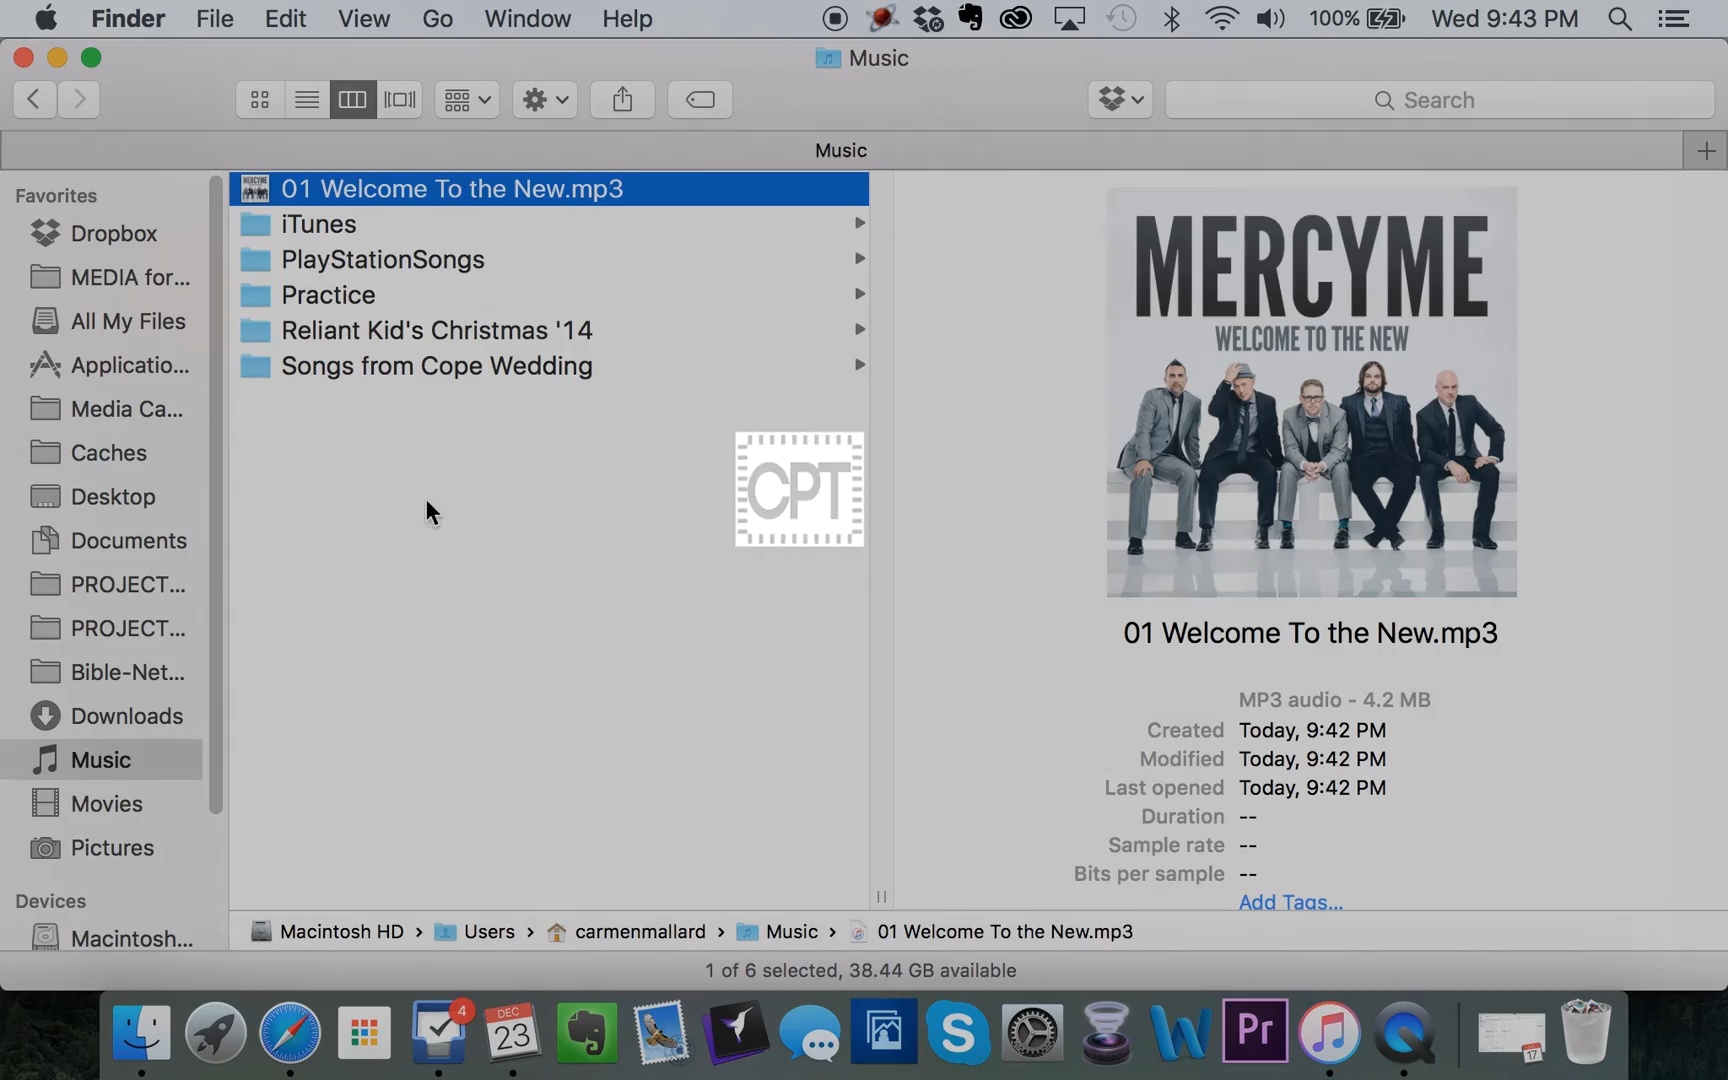 Finder File Edit View Go Window Help 100% Wed 9:43 PM
Music
Search
Music
Favorites
Dropbox
MEDIA for...
All My Files
Applicatio...
Media Ca...
Caches
Desktop
Documents
PROJECT...
PROJECT...
Bible-Net...
Downloads
Music
Movies
Pictures
Devices
Macintosh...
01 Welcome To the New.mp3
iTunes
PlayStationSongs
Practice
Reliant Kid's Christmas '14
Songs from Cope Wedding
CPT
MERCYME
WELCOME TO THE NEW
01 Welcome To the New.mp3
MP3 audio - 4.2 MB
Created Today, 9:42 PM
Modified Today, 9:42 PM
Last opened Today, 9:42 PM
Duration --
Sample rate --
Bits per sample --
Add Tags...
Macintosh HD › Users › carmenmallard › Music › 01 Welcome To the New.mp3
1 of 6 selected, 38.44 GB available
4
DEC
23
S
W
Pr
17